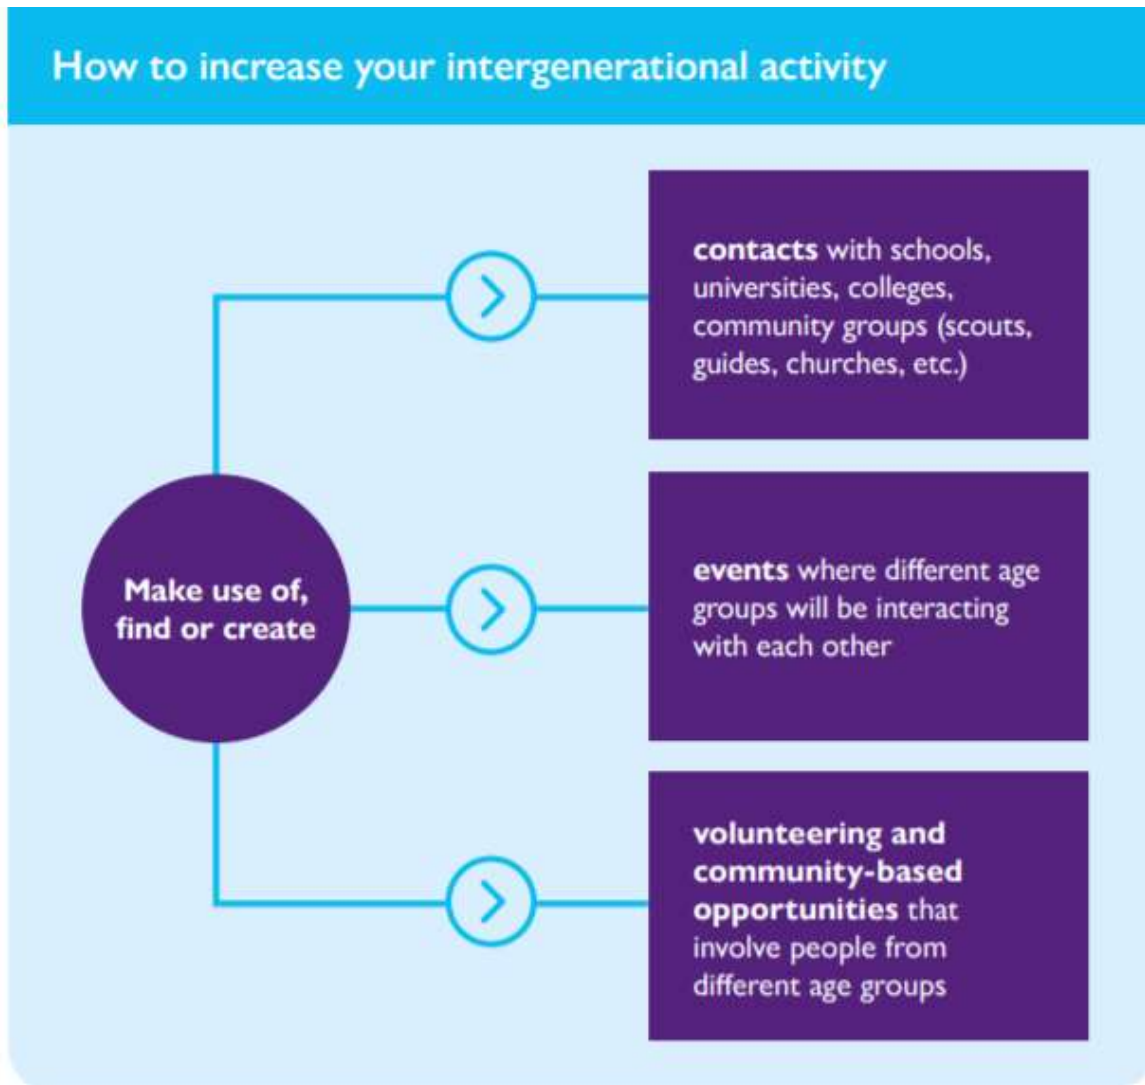 How to increase your intergenerational activity
contacts with schools,
universities, colleges,
community groups (scouts,
guides, churches, etc.)
Make use of,
find or create
events where different age
groups will be interacting
with each other
volunteering and
community-based
opportunities that
involve people from
different age groups